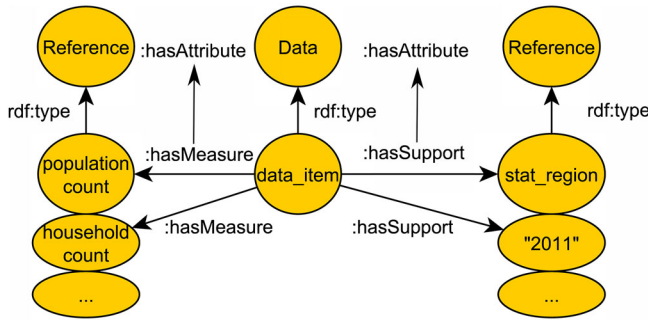 Reference
:hasAttribute
Data
:hasAttribute
Reference
rdf:type
rdf:type
rdf:type
population
count
:hasMeasure
data_item
:hasSupport
stat_region
household
count
:hasMeasure
:hasSupport
"2011"
...
...